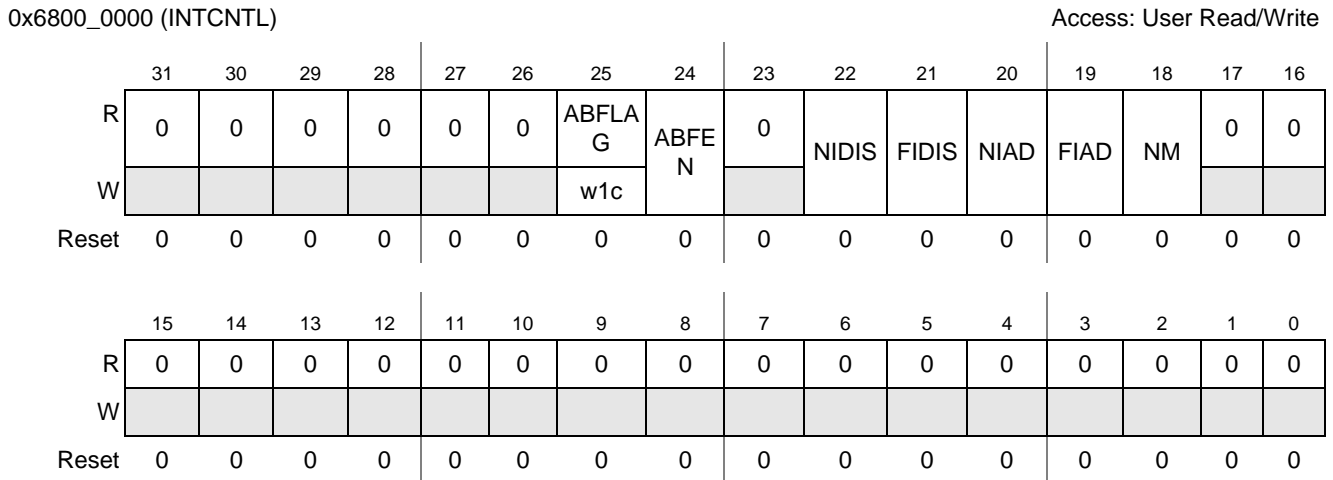 0x6800_0000 (INTCNTL) Access: User Read/Write
31 30 29 28 27 26 25 24 23 22 21 20 19 18 17 16
R 0 0 0 0 0 0 ABFLA
G ABFE
N 0 NIDIS FIDIS NIAD FIAD NM 0 0
W w1c
Reset 0 0 0 0 0 0 0 0 0 0 0 0 0 0 0 0
15 14 13 12 11 10 9 8 7 6 5 4 3 2 1 0
R 0 0 0 0 0 0 0 0 0 0 0 0 0 0 0 0
W
Reset 0 0 0 0 0 0 0 0 0 0 0 0 0 0 0 0